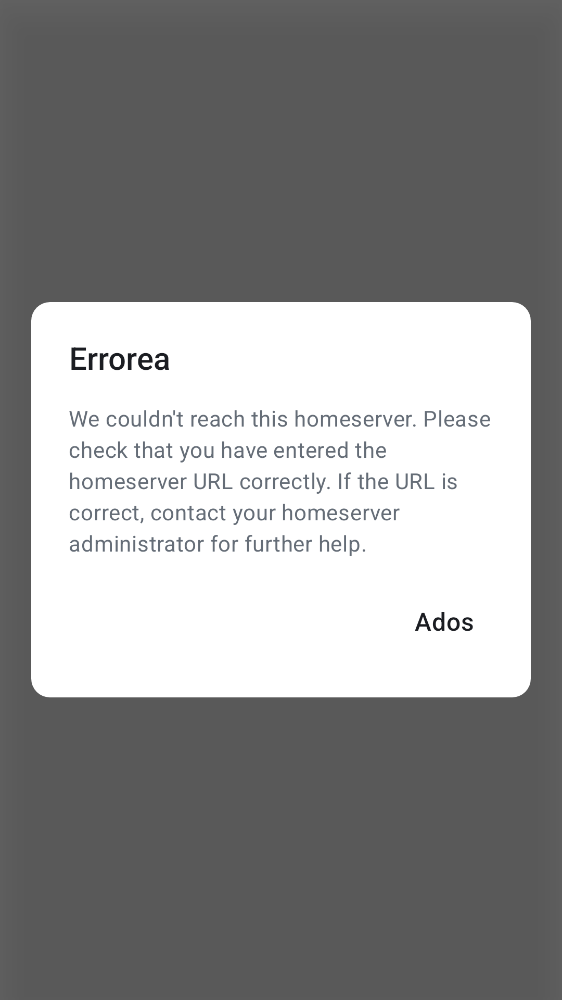 Errorea
We couldn't reach this homeserver. Please
check that you have entered the
homeserver URL correctly. If the URL is
correct, contact your homeserver
administrator for further help.
Ados